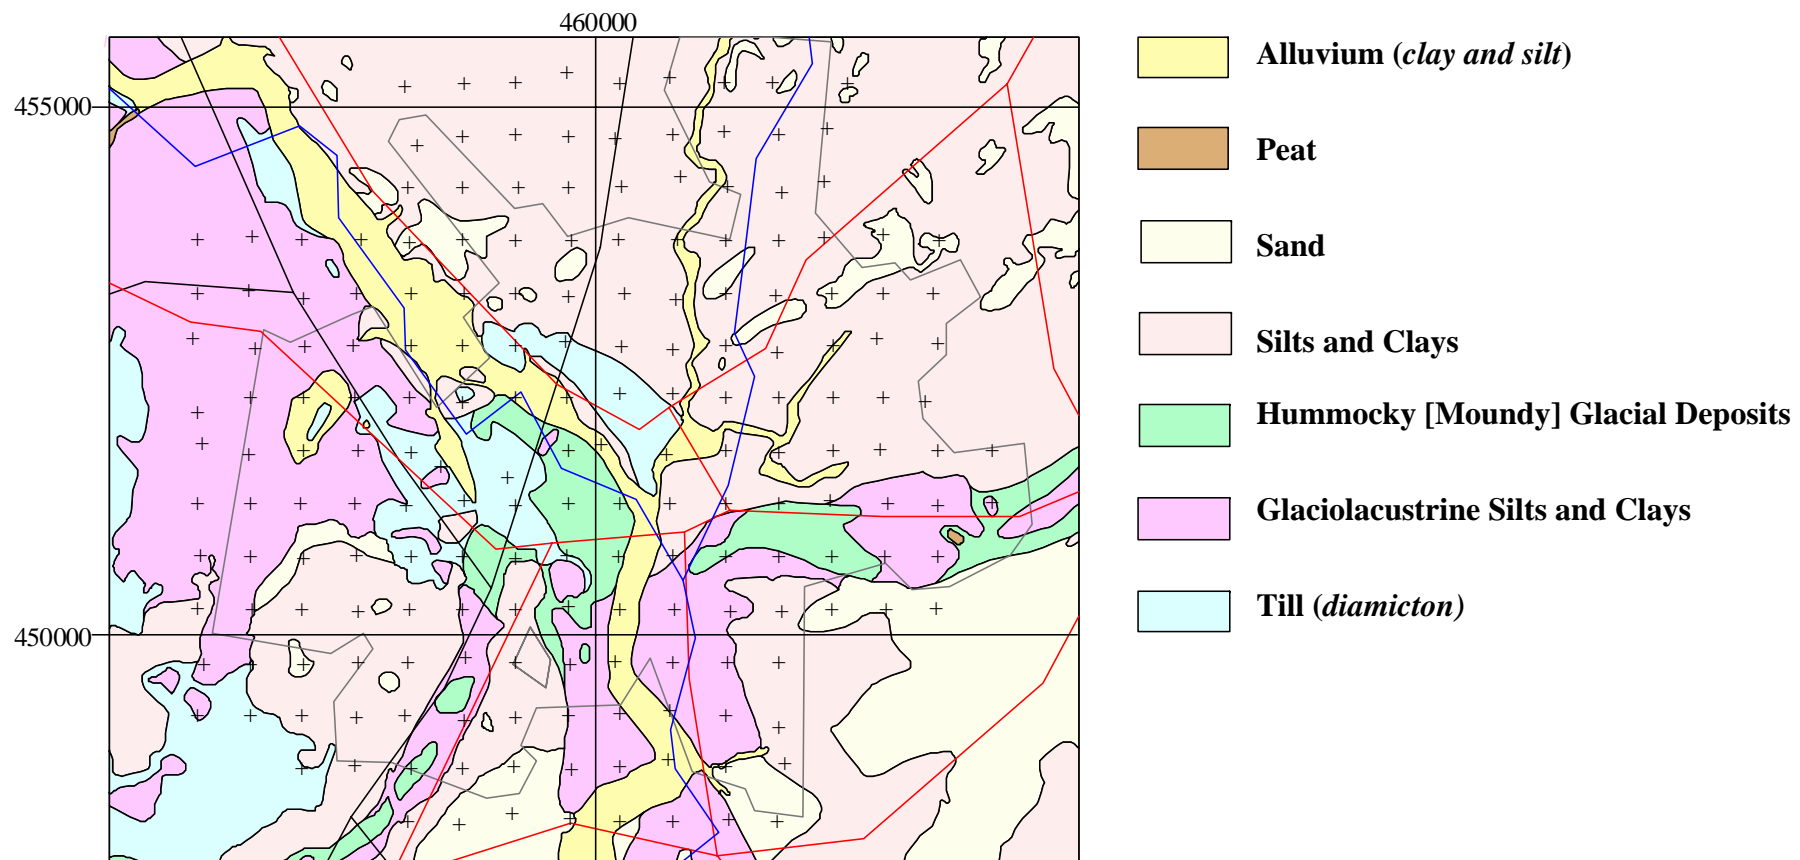 460000
455000
450000
Alluvium (clay and silt)
Peat
Sand
Silts and Clays
Hummocky [Moundy] Glacial Deposits
Glaciolacustrine Silts and Clays
Till (diamicton)